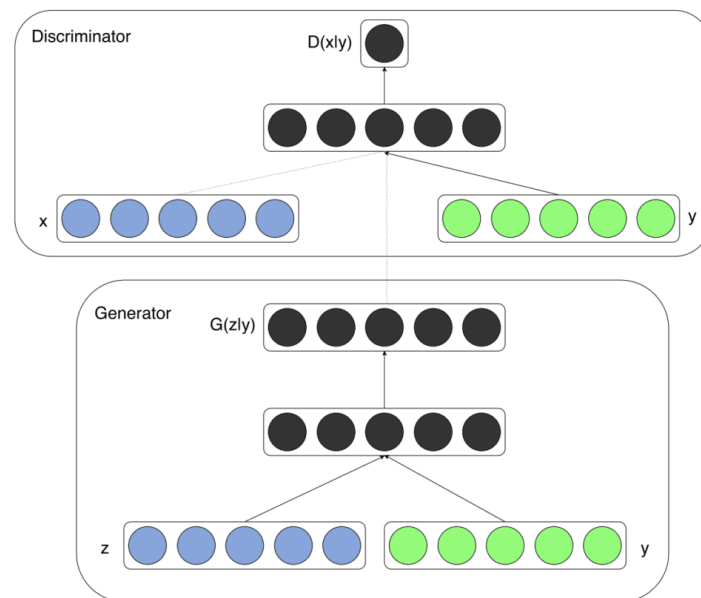 Discriminator
D(x|y)
x
y
Generator
G(z|y)
z
y